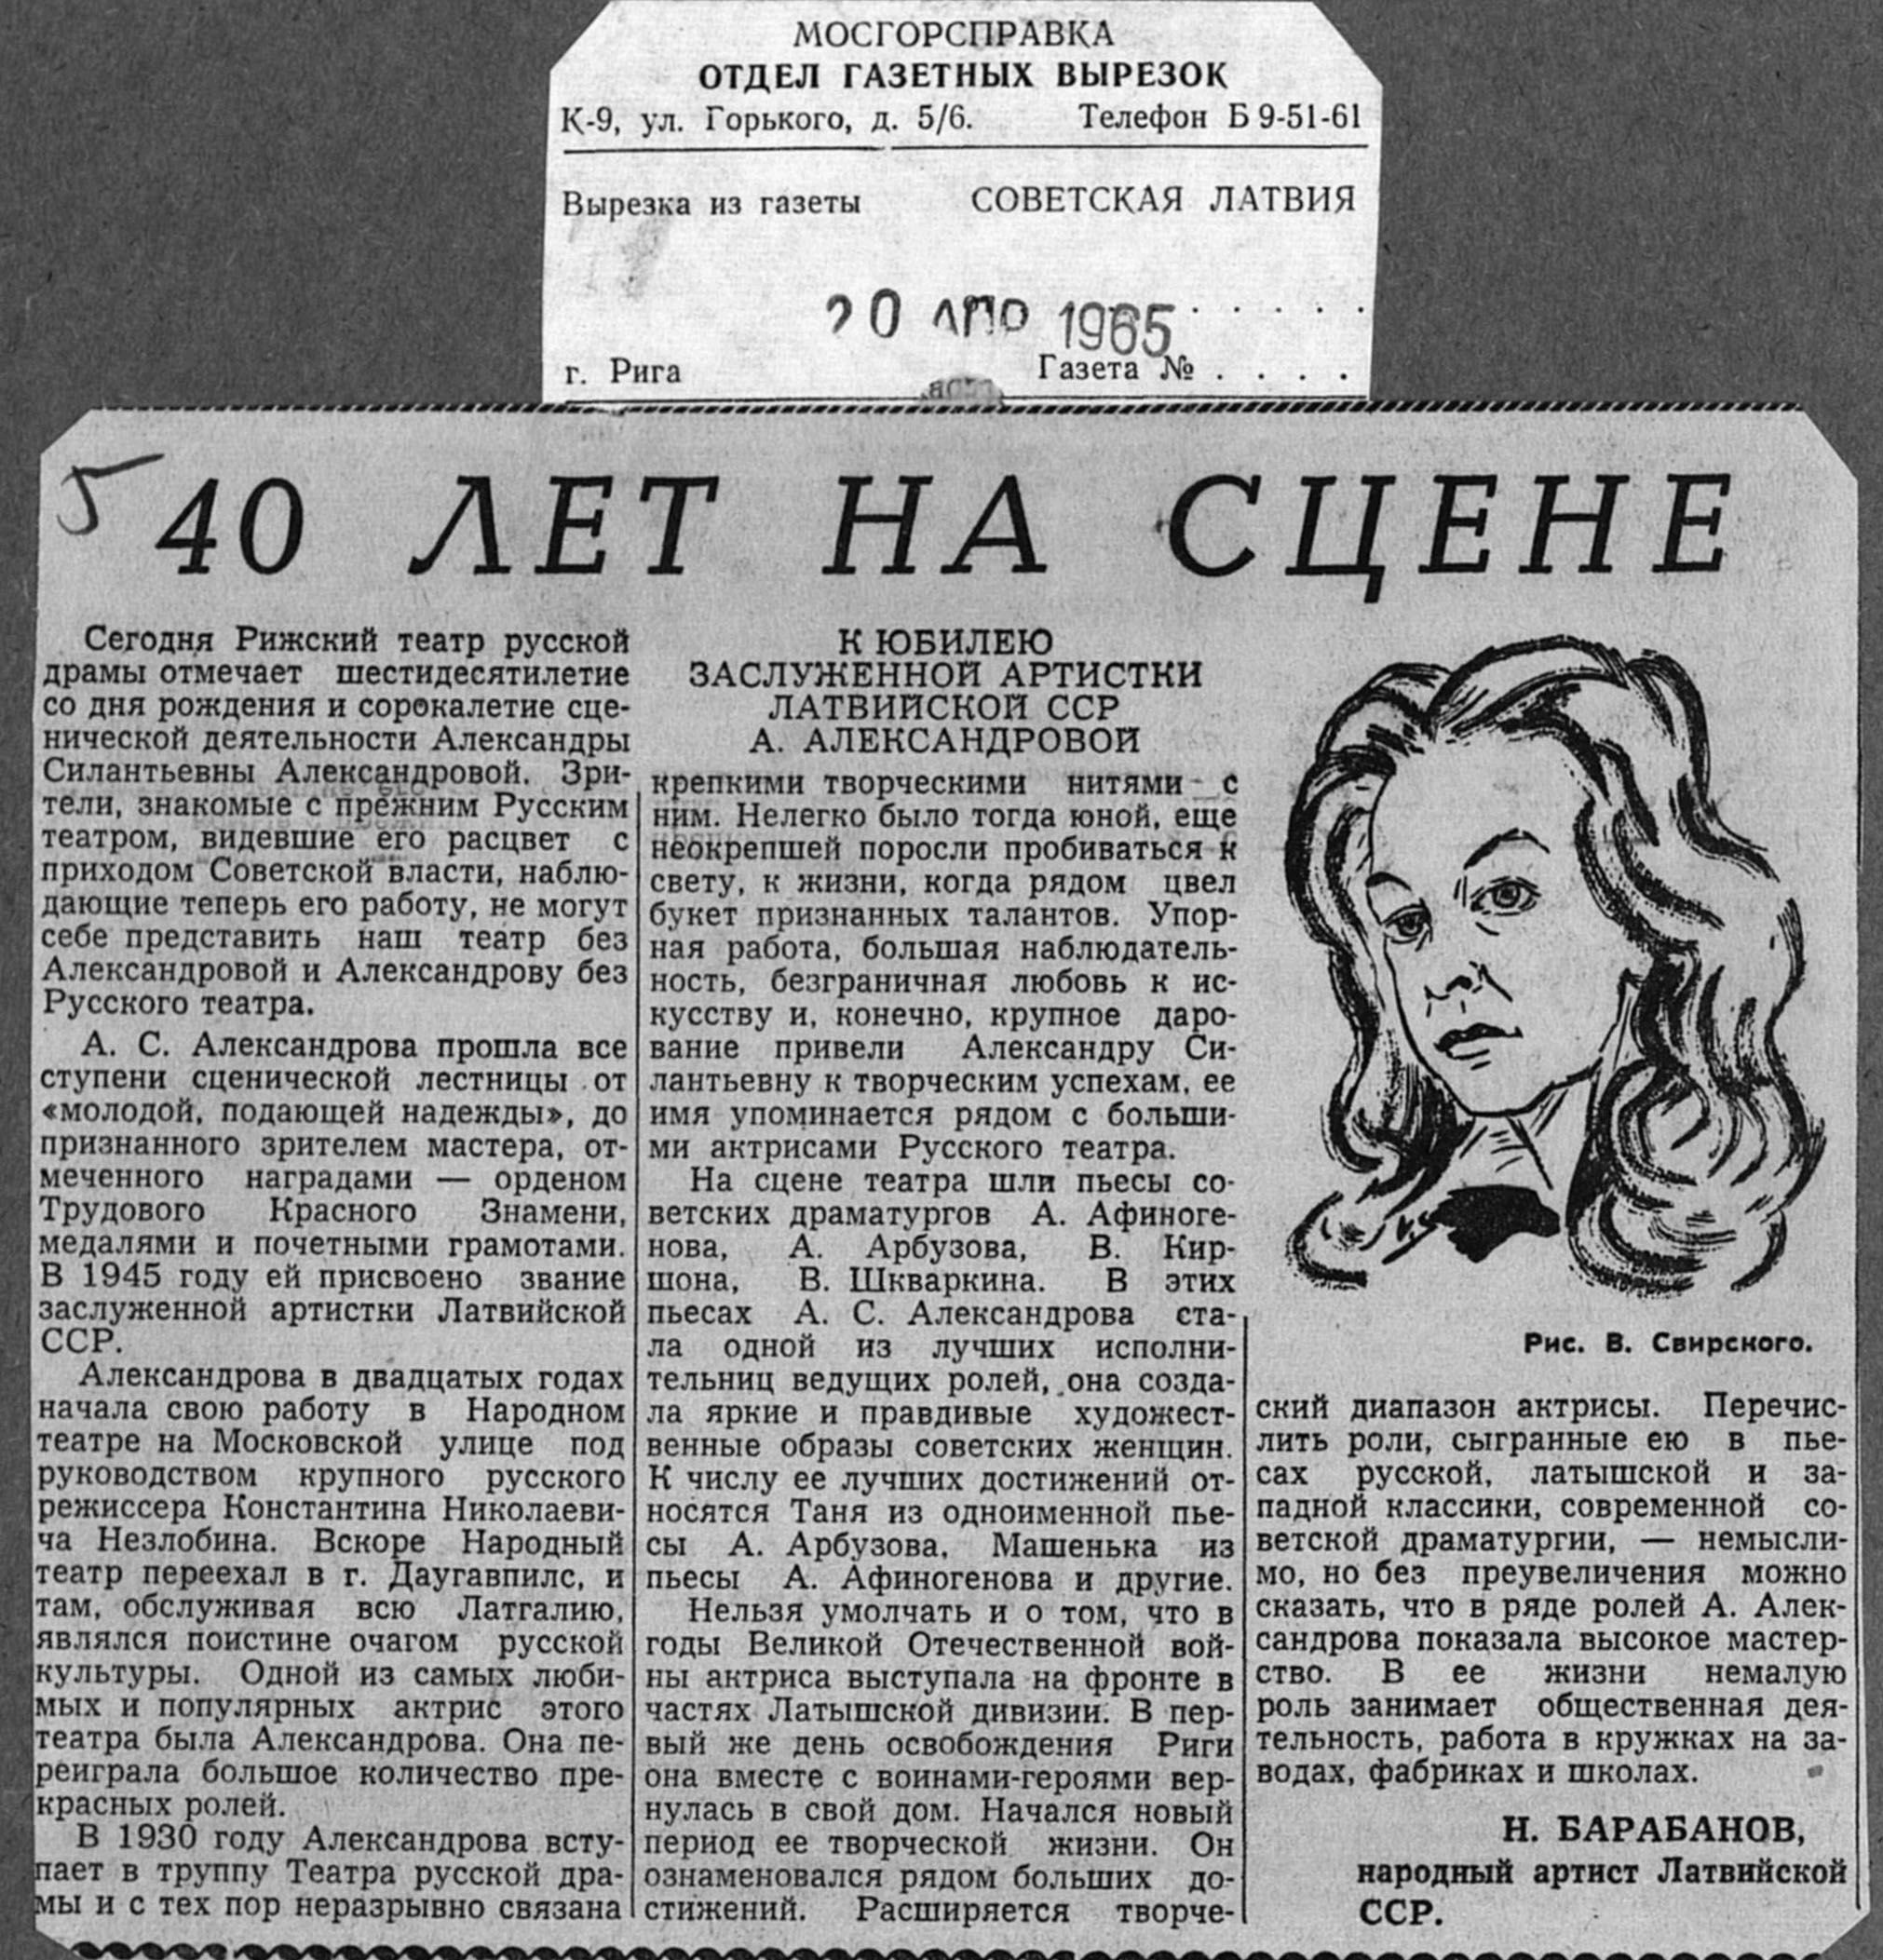 МОСГОРСПРАВКА
ОТДЕЛ ГАЗЕТНЫХ ВЫРЕЗОК
К-9, ул. Горького, д. 5/6. Телефон Б 9-51-61
Вырезка из газеты СОВЕТСКАЯ ЛАТВИЯ
20 АПР 1965 . . . . .
г. Рига Газета № . . . .
5
40 ЛЕТ НА СЦЕНЕ
Сегодня Рижский театр русской
драмы отмечает шестидесятилетие
со дня рождения и сорокалетие сце-
нической деятельности Александры
Силантьевны Александровой. Зри-
тели, знакомые с прежним Русским
театром, видевшие его расцвет с
приходом Советской власти, наблю-
дающие теперь его работу, не могут
себе представить наш театр без
Александровой и Александрову без
Русского театра.
А. С. Александрова прошла все
ступени сценической лестницы от
«молодой, подающей надежды», до
признанного зрителем мастера, от-
меченного наградами — орденом
Трудового Красного Знамени,
медалями и почетными грамотами.
В 1945 году ей присвоено звание
заслуженной артистки Латвийской
ССР.
Александрова в двадцатых годах
начала свою работу в Народном
театре на Московской улице под
руководством крупного русского
режиссера Константина Николаеви-
ча Незлобина. Вскоре Народный
театр переехал в г. Даугавпилс, и
там, обслуживая всю Латгалию,
являлся поистине очагом русской
культуры. Одной из самых люби-
мых и популярных актрис этого
театра была Александрова. Она пе-
реиграла большое количество пре-
красных ролей.
В 1930 году Александрова всту-
пает в труппу Театра русской дра-
мы и с тех пор неразрывно связана
К ЮБИЛЕЮ
ЗАСЛУЖЕННОЙ АРТИСТКИ
ЛАТВИЙСКОЙ ССР
А. АЛЕКСАНДРОВОЙ
крепкими творческими нитями с
ним. Нелегко было тогда юной, еще
неокрепшей поросли пробиваться к
свету, к жизни, когда рядом цвел
букет признанных талантов. Упор-
ная работа, большая наблюдатель-
ность, безграничная любовь к ис-
кусству и, конечно, крупное даро-
вание привели Александру Си-
лантьевну к творческим успехам, ее
имя упоминается рядом с больши-
ми актрисами Русского театра.
На сцене театра шли пьесы со-
ветских драматургов А. Афиноге-
нова, А. Арбузова, В. Кир-
шона, В. Шкваркина. В этих
пьесах А. С. Александрова ста-
ла одной из лучших исполни-
тельниц ведущих ролей, она созда-
ла яркие и правдивые художест-
венные образы советских женщин.
К числу ее лучших достижений от-
носятся Таня из одноименной пье-
сы А. Арбузова, Машенька из
пьесы А. Афиногенова и другие.
Нельзя умолчать и о том, что в
годы Великой Отечественной вой-
ны актриса выступала на фронте в
частях Латышской дивизии. В пер-
вый же день освобождения Риги
она вместе с воинами-героями вер-
нулась в свой дом. Начался новый
период ее творческой жизни. Он
ознаменовался рядом больших до-
стижений. Расширяется творче-
Рис. В. Свирского.
ский диапазон актрисы. Перечис-
лить роли, сыгранные ею в пье-
сах русской, латышской и за-
падной классики, современной со-
ветской драматургии, — немысли-
мо, но без преувеличения можно
сказать, что в ряде ролей А. Алек-
сандрова показала высокое мастер-
ство. В ее жизни немалую
роль занимает общественная дея-
тельность, работа в кружках на за-
водах, фабриках и школах.
Н. БАРАБАНОВ,
народный артист Латвийской
ССР.